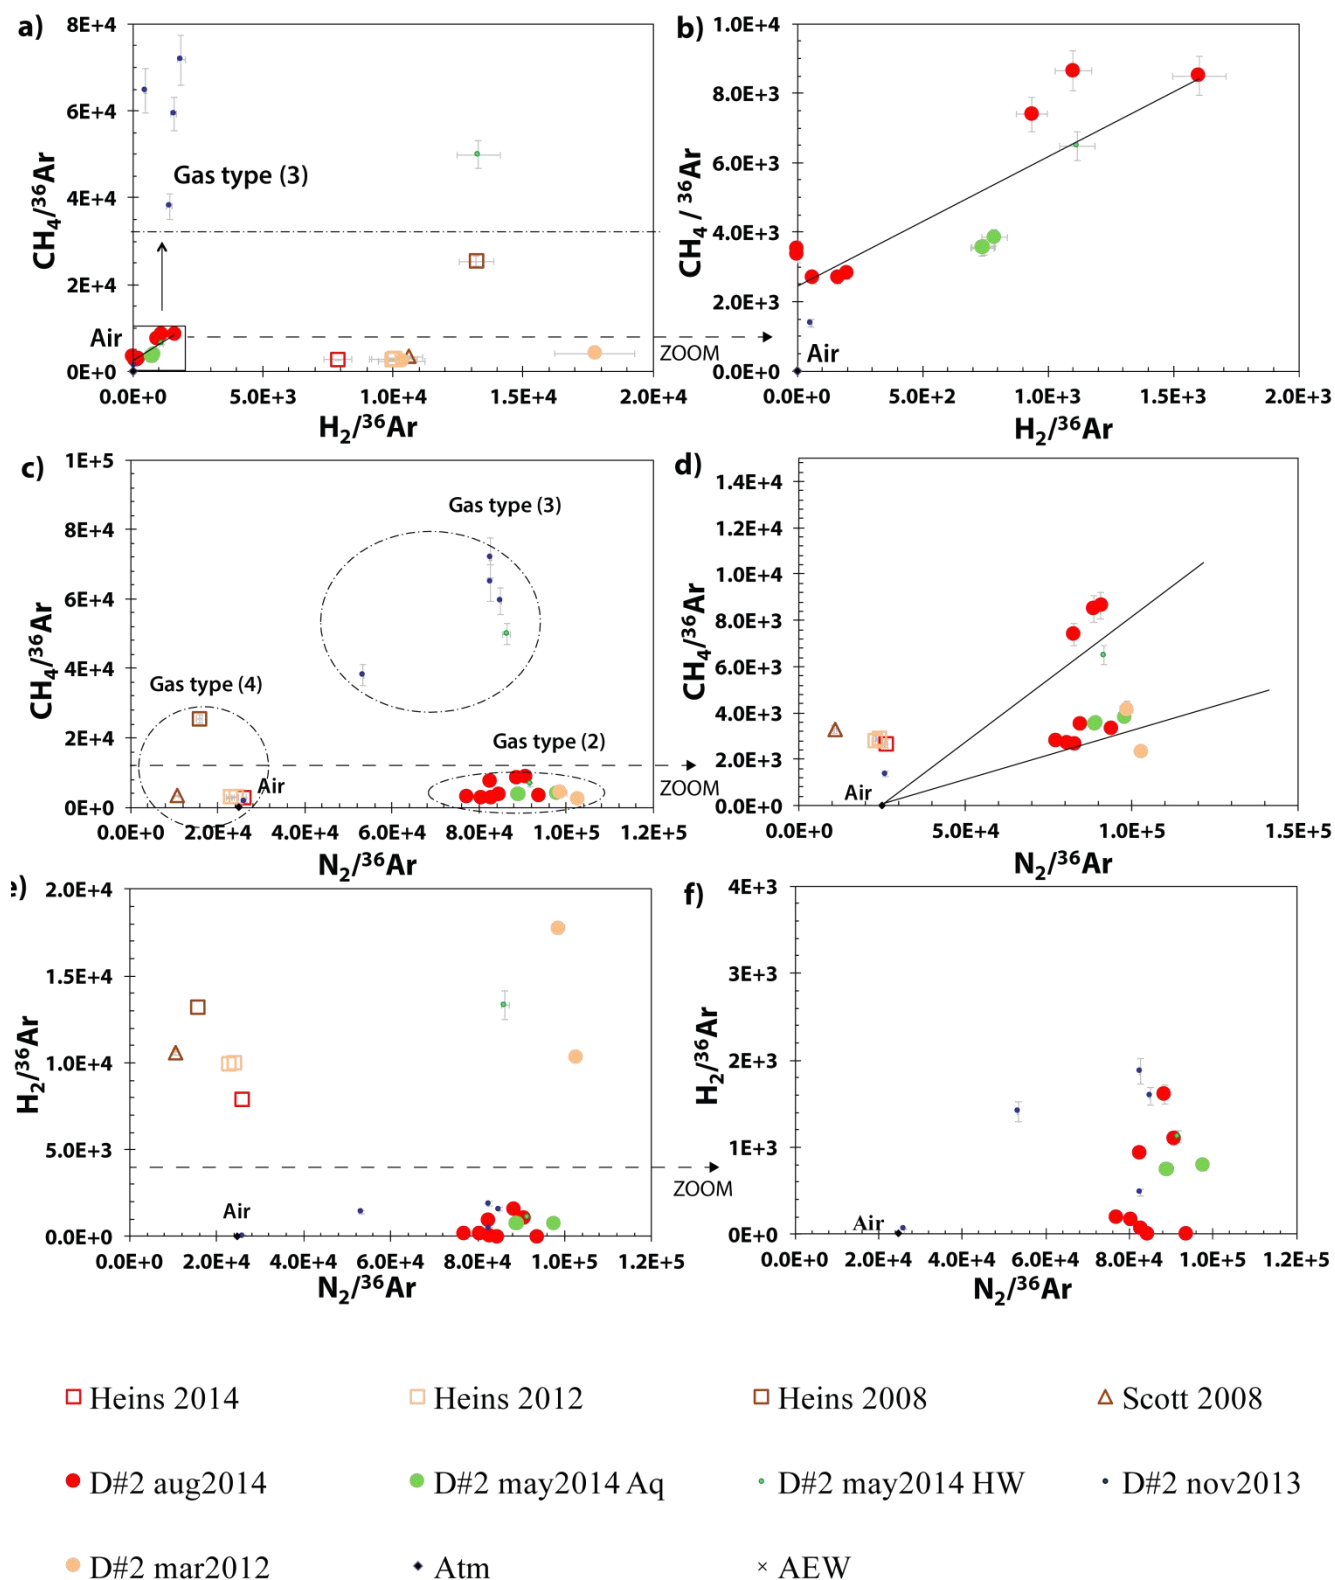 a)
8E+4
6E+4
4E+4
2E+4
0E+0
CH₄/³⁶Ar
Gas type (3)
Air
ZOOM
0.0E+0 5.0E+3 1.0E+4 1.5E+4 2.0E+4
H₂/³⁶Ar
b)
1.0E+4
8.0E+3
6.0E+3
4.0E+3
2.0E+3
0.0E+0
CH₄ / ³⁶Ar
Air
0.0E+0 5.0E+2 1.0E+3 1.5E+3 2.0E+3
H₂/³⁶Ar
c)
1E+5
8E+4
6E+4
4E+4
2E+4
0E+0
CH₄/³⁶Ar
Gas type (3)
Gas type (4)
Gas type (2)
Air
ZOOM
0.0E+0 2.0E+4 4.0E+4 6.0E+4 8.0E+4 1.0E+5 1.2E+5
N₂/³⁶Ar
d)
1.4E+4
1.2E+4
1.0E+4
8.0E+3
6.0E+3
4.0E+3
2.0E+3
0.0E+0
CH₄/³⁶Ar
Air
0.0E+0 5.0E+4 1.0E+5 1.5E+5
N₂/³⁶Ar
e)
2.0E+4
1.5E+4
1.0E+4
5.0E+3
0.0E+0
H₂/³⁶Ar
Air
ZOOM
0.0E+0 2.0E+4 4.0E+4 6.0E+4 8.0E+4 1.0E+5 1.2E+5
N₂/³⁶Ar
f)
4E+3
3E+3
2E+3
1E+3
0E+0
H₂/³⁶Ar
Air
0.0E+0 2.0E+4 4.0E+4 6.0E+4 8.0E+4 1.0E+5 1.2E+5
N₂/³⁶Ar
Heins 2014 Heins 2012 Heins 2008 Scott 2008
D#2 aug2014 D#2 may2014 Aq D#2 may2014 HW D#2 nov2013
D#2 mar2012 Atm AEW